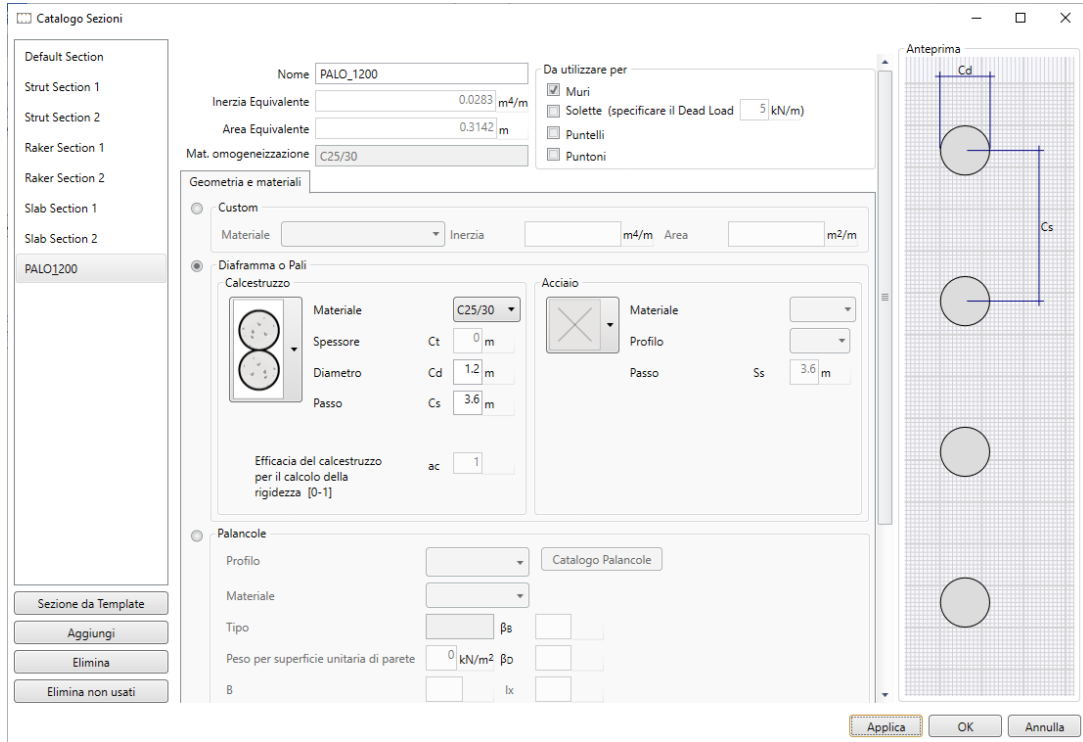 Catalogo Sezioni
Default Section
Strut Section 1
Strut Section 2
Raker Section 1
Raker Section 2
Slab Section 1
Slab Section 2
PALO1200
Sezione da Template
Aggiungi
Elimina
Elimina non usati
Nome PALO_1200
Inerzia Equivalente 0.0283 m4/m
Area Equivalente 0.3142 m
Mat. omogeneizzazione C25/30
Da utilizzare per
Muri
Solette (specificare il Dead Load 5 kN/m)
Puntelli
Puntoni
Geometria e materiali
Custom
Materiale Inerzia m4/m Area m2/m
Diaframma o Pali
Calcestruzzo
Materiale C25/30
Spessore Ct 0 m
Diametro Cd 1.2 m
Passo Cs 3.6 m
Efficacia del calcestruzzo
per il calcolo della
rigidezza [0-1]
ac 1
Acciaio
Materiale
Profilo
Passo Ss 3.6 m
Palancole
Profilo Catalogo Palancole
Materiale
Tipo βB
Peso per superficie unitaria di parete 0 kN/m2 βD
B Ix
Anteprima
Cd
Cs
Applica OK Annulla